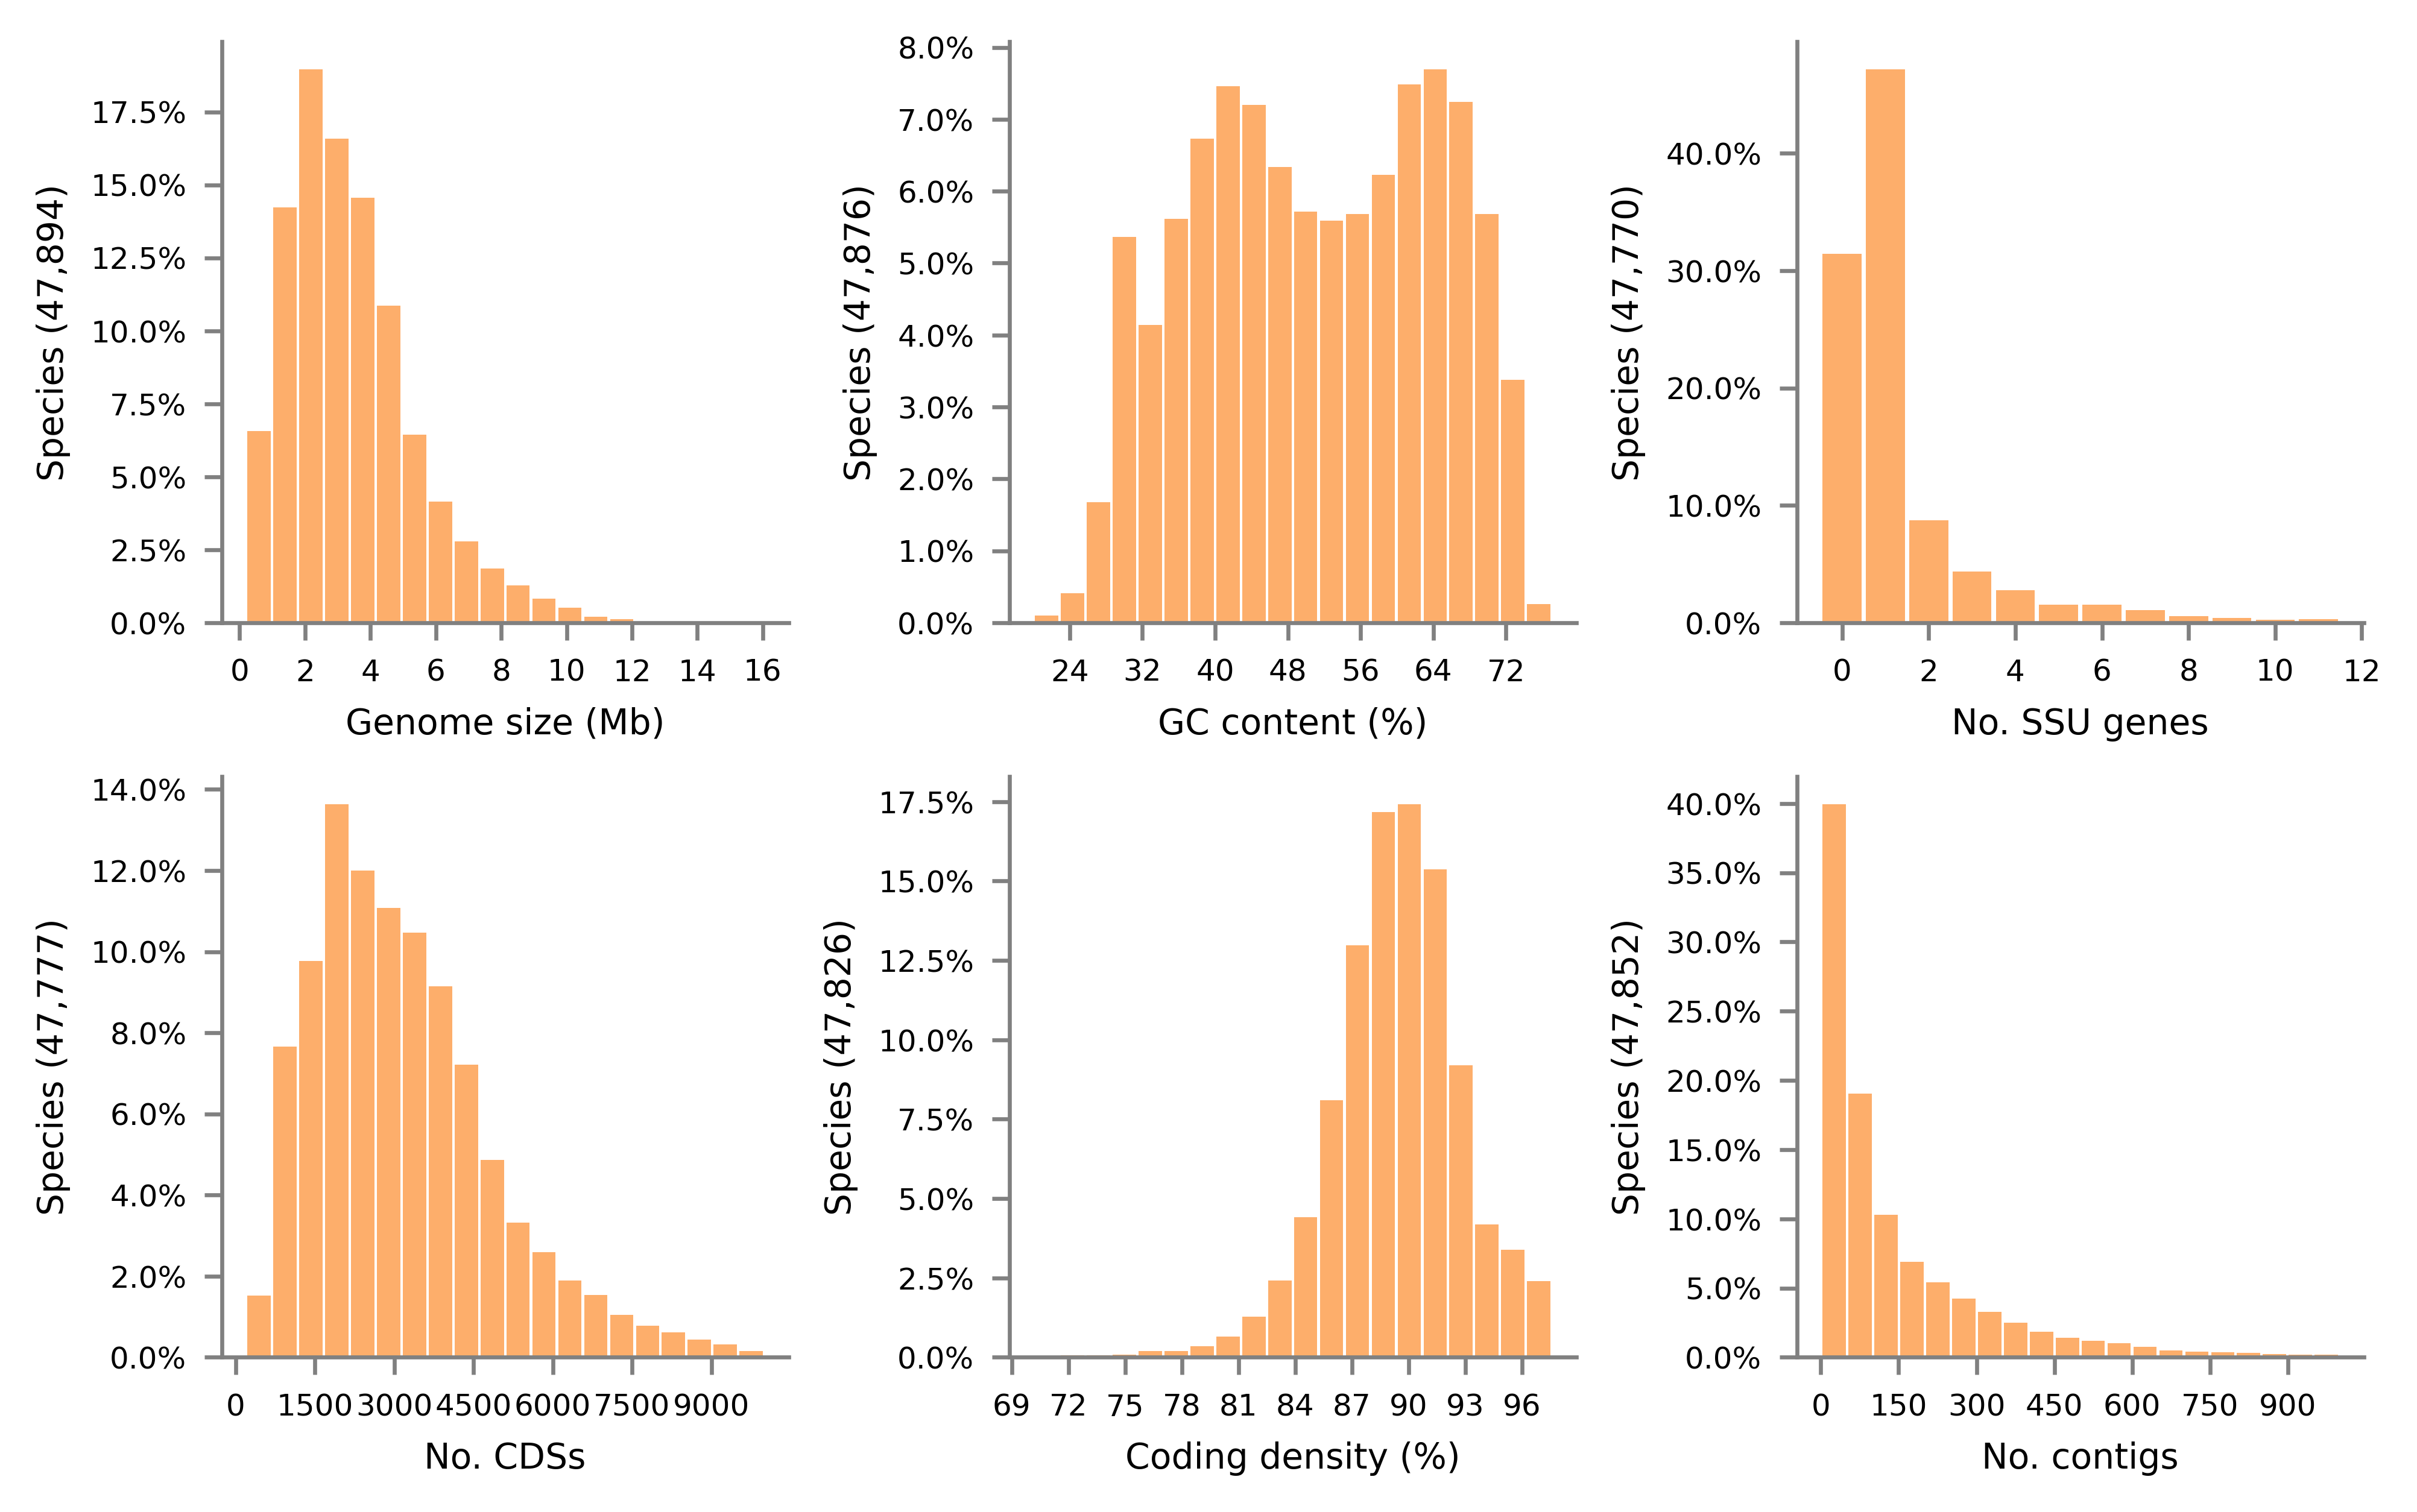 Species (47,894)
17.5%
15.0%
12.5%
10.0%
7.5%
5.0%
2.5%
0.0%
0 2 4 6 8 10 12 14 16
Genome size (Mb)
Species (47,876)
8.0%
7.0%
6.0%
5.0%
4.0%
3.0%
2.0%
1.0%
0.0%
24 32 40 48 56 64 72
GC content (%)
Species (47,770)
40.0%
30.0%
20.0%
10.0%
0.0%
0 2 4 6 8 10 12
No. SSU genes
Species (47,777)
14.0%
12.0%
10.0%
8.0%
6.0%
4.0%
2.0%
0.0%
0 1500 3000 4500 6000 7500 9000
No. CDSs
Species (47,826)
17.5%
15.0%
12.5%
10.0%
7.5%
5.0%
2.5%
0.0%
69 72 75 78 81 84 87 90 93 96
Coding density (%)
Species (47,852)
40.0%
35.0%
30.0%
25.0%
20.0%
15.0%
10.0%
5.0%
0.0%
0 150 300 450 600 750 900
No. contigs